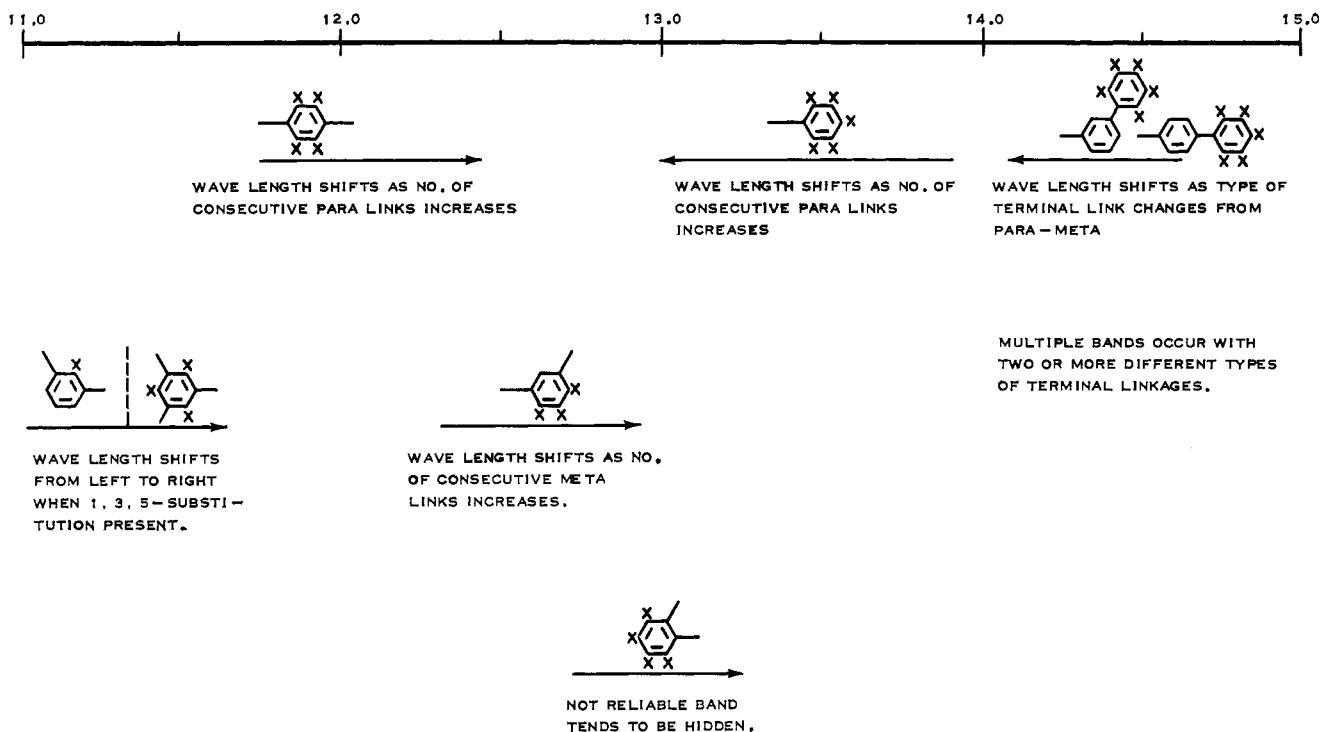 11.0 12.0 13.0 14.0 15.0
X X
X X
WAVE LENGTH SHIFTS AS NO. OF
CONSECUTIVE PARA LINKS INCREASES
X X
X
X X
WAVE LENGTH SHIFTS AS NO. OF
CONSECUTIVE PARA LINKS
INCREASES
X X
X X
X
X X
X
X X
WAVE LENGTH SHIFTS AS TYPE OF
TERMINAL LINK CHANGES FROM
PARA-META
X
X
X
X
WAVE LENGTH SHIFTS
FROM LEFT TO RIGHT
WHEN 1, 3, 5-SUBSTI-
TUTION PRESENT.
X
X X
WAVE LENGTH SHIFTS AS NO.
OF CONSECUTIVE META
LINKS INCREASES.
MULTIPLE BANDS OCCUR WITH
TWO OR MORE DIFFERENT TYPES
OF TERMINAL LINKAGES.
X
X
X X
NOT RELIABLE BAND
TENDS TO BE HIDDEN.